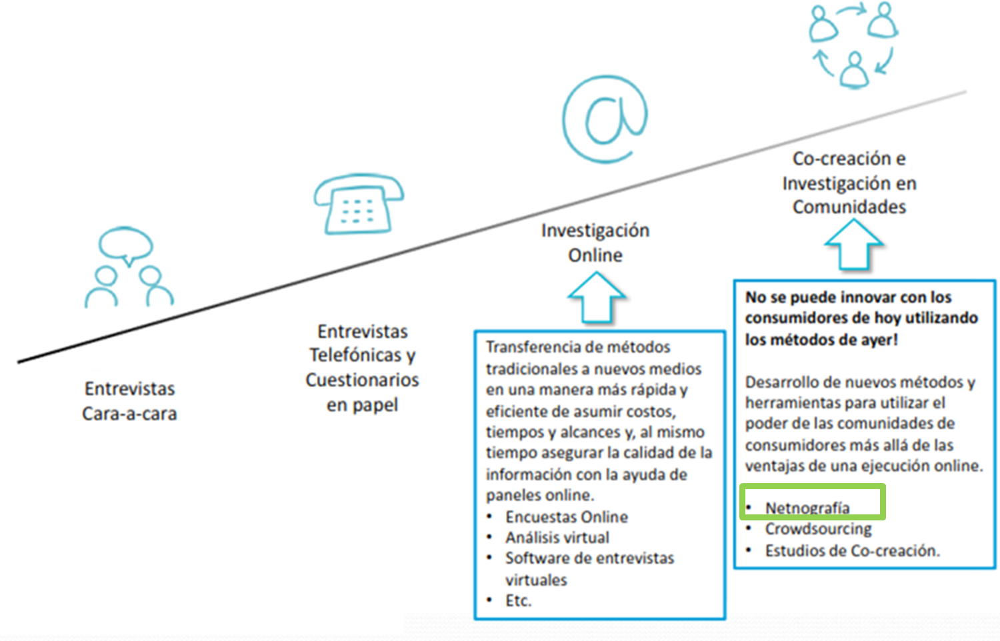 Entrevistas
Cara-a-cara
Entrevistas
Telefónicas y
Cuestionarios
en papel
Investigación
Online
Transferencia de métodos
tradicionales a nuevos medios
en una manera más rápida y
eficiente de asumir costos,
tiempos y alcances y, al mismo
tiempo asegurar la calidad de la
información con la ayuda de
paneles online.
• Encuestas Online
• Análisis virtual
• Software de entrevistas
virtuales
• Etc.
Co-creación e
Investigación en
Comunidades
No se puede innovar con los
consumidores de hoy utilizando
los métodos de ayer!
Desarrollo de nuevos métodos y
herramientas para utilizar el
poder de las comunidades de
consumidores más allá de las
ventajas de una ejecución online.
• Netnografía
• Crowdsourcing
• Estudios de Co-creación.